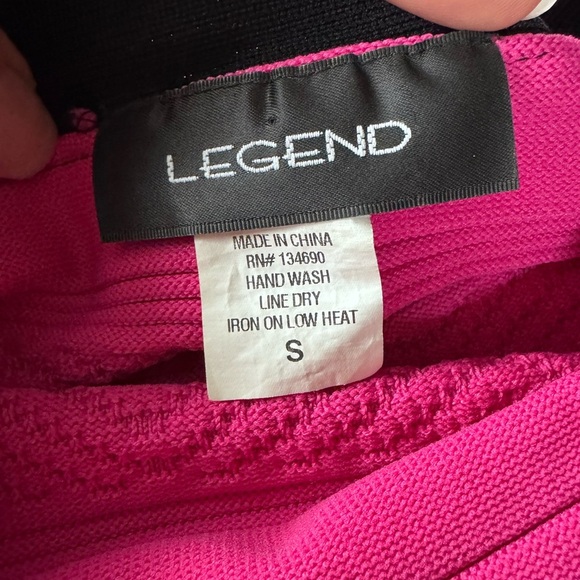 LEGEND
MADE IN CHINA
RN# 134690
HAND WASH
LINE DRY
IRON ON LOW HEAT
S